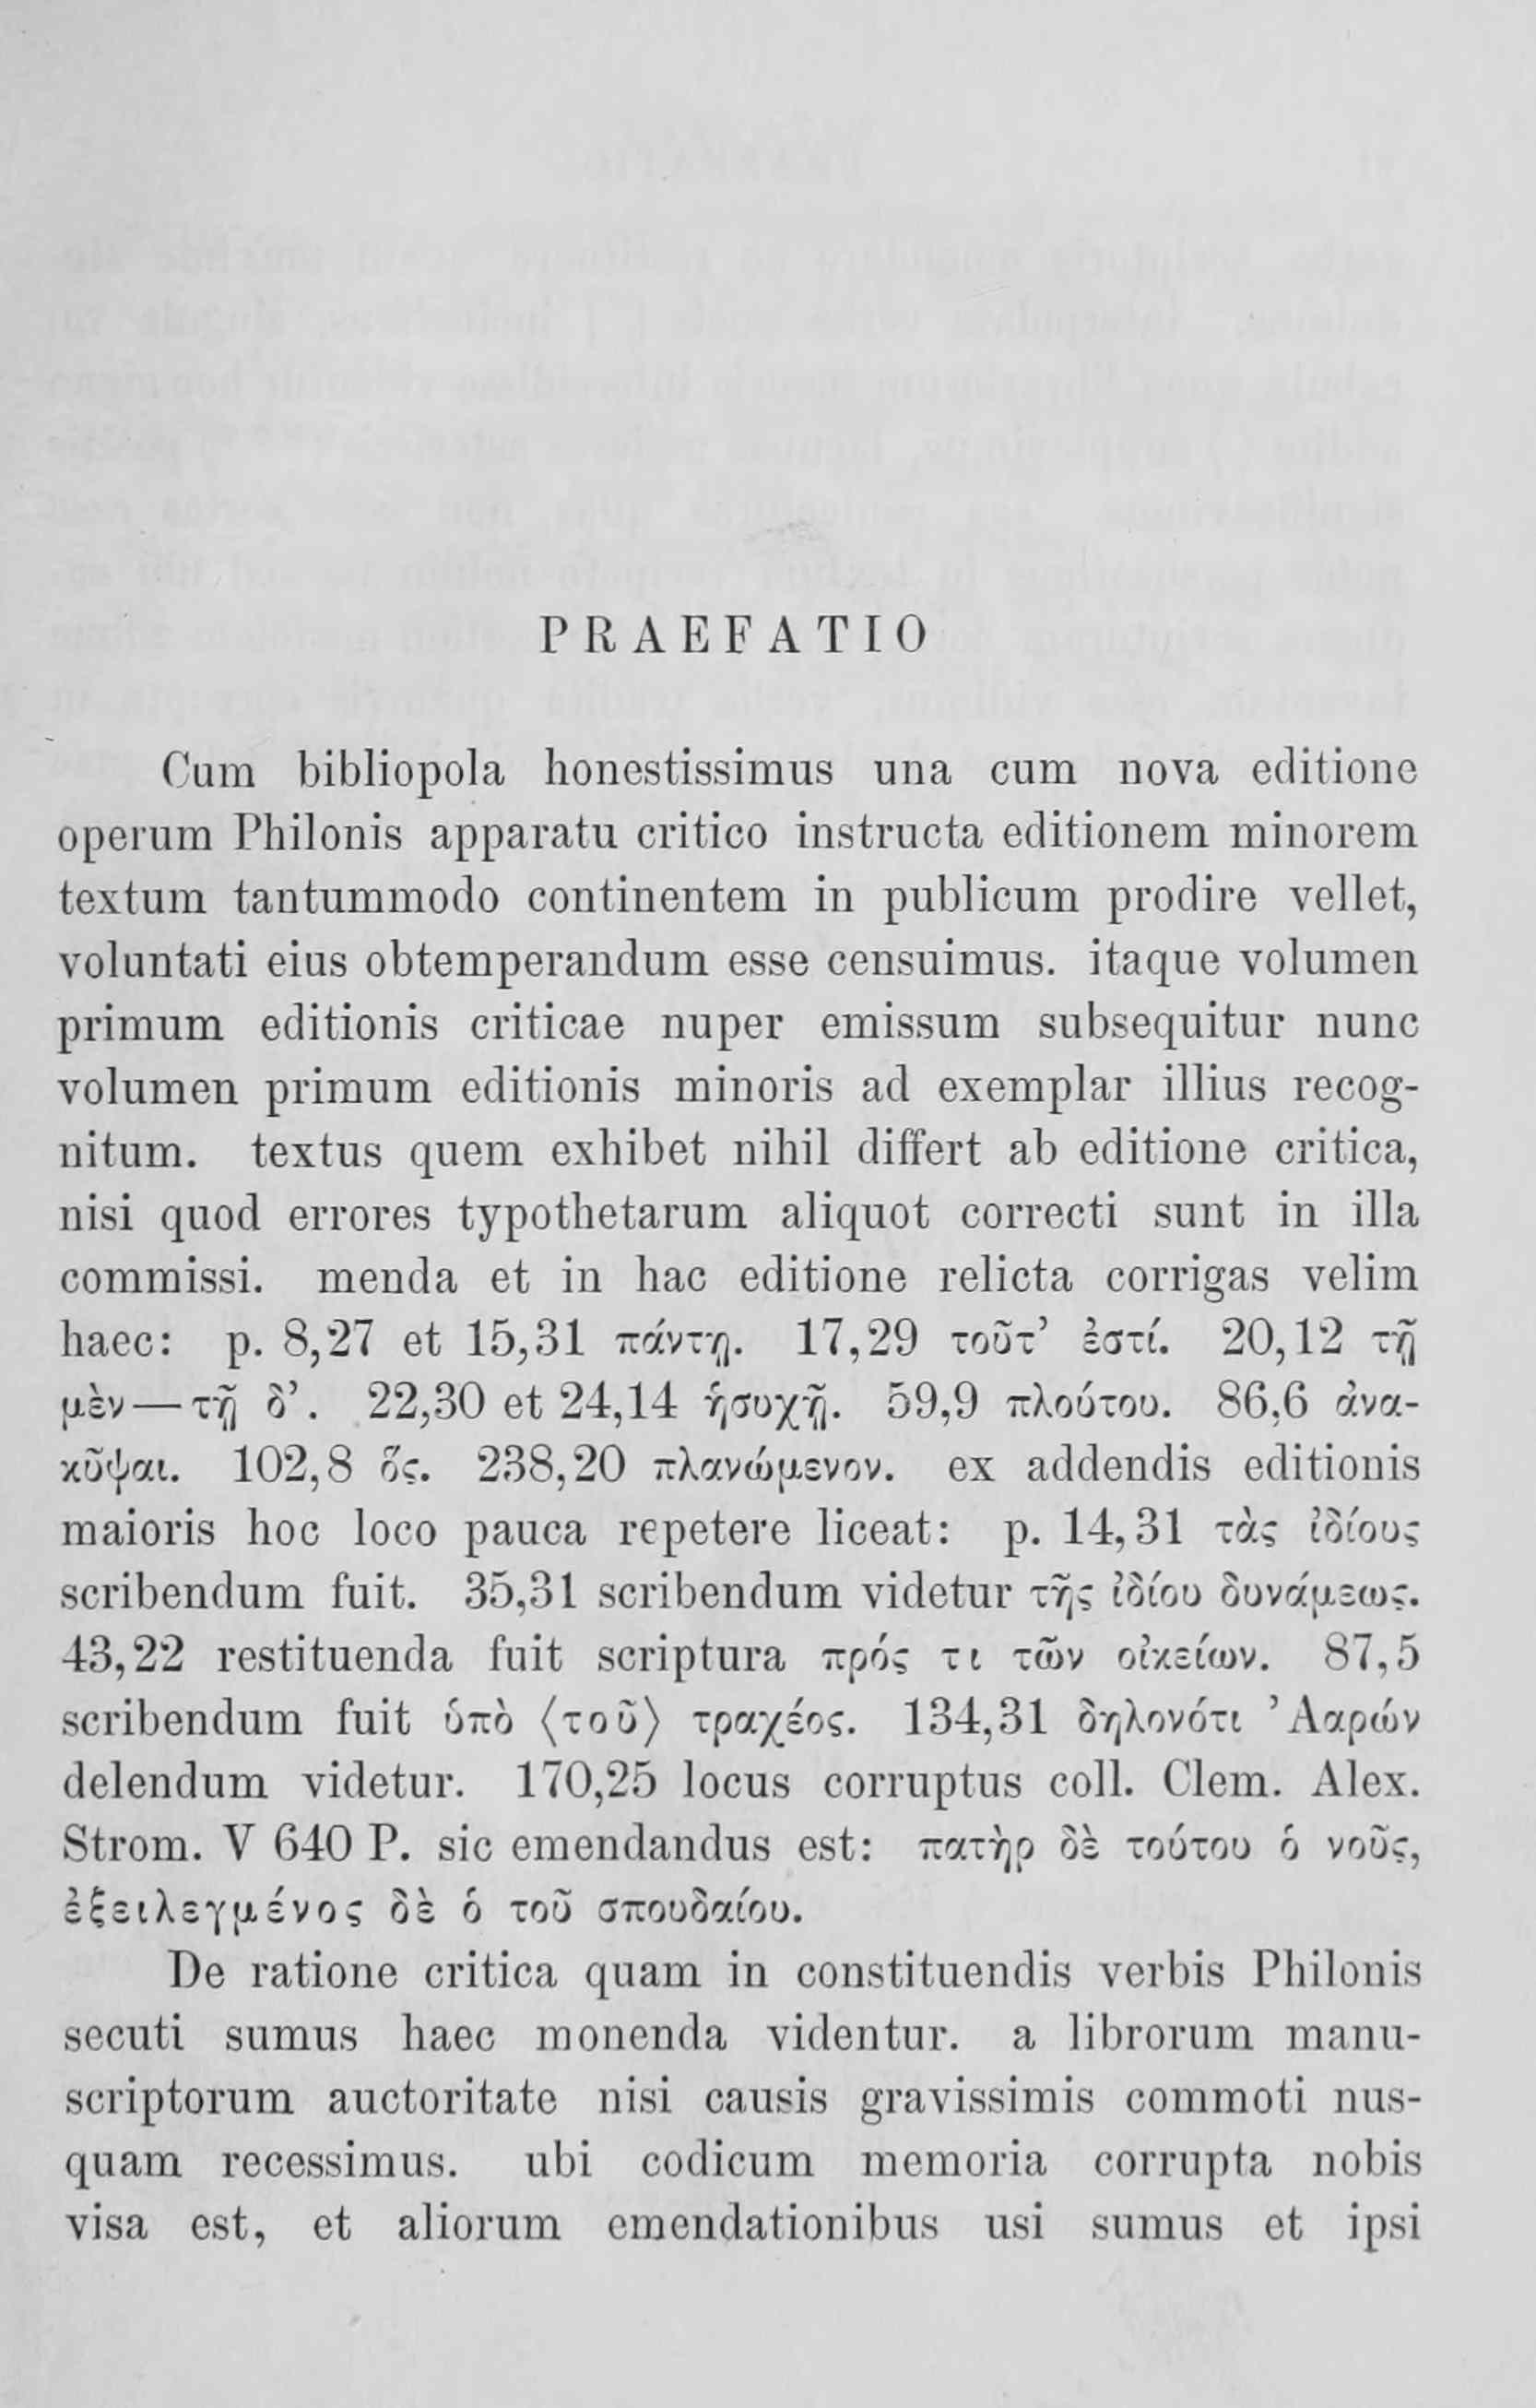 PRAEFATIO
Cum bibliopola honestissimus una cum nova editione
operum Philonis apparatu critico instructa editionem minorem
textum tantummodo continentem in publicum prodire vellet,
voluntati eius obtemperandum esse censuimus. itaque volumen
primum editionis criticae nuper emissum subsequitur nunc
volumen primum editionis minoris ad exemplar illius recog-
nitum. textus quem exhibet nihil differt ab editione critica,
nisi quod errores typothetarum aliquot correcti sunt in illa
commissi. menda et in hac editione relicta corrigas velim
haec: p. 8,27 et 15,31 πάντῃ. 17,29 τοῦτ’ ἐστί. 20,12 τῇ
μὲν — τῇ δ’. 22,30 et 24,14 ἡσυχῇ. 59,9 πλούτου. 86,6 ἀνα-
κῦψαι. 102,8 ὅς. 238,20 πλανώμενον. ex addendis editionis
maioris hoc loco pauca repetere liceat: p. 14,31 τὰς ἰδίους
scribendum fuit. 35,31 scribendum videtur τῆς ἰδίου δυνάμεως.
43,22 restituenda fuit scriptura πρός τι τῶν οἰκείων. 87,5
scribendum fuit ὑπὸ ⟨τοῦ⟩ τραχέος. 134,31 δηλονότι ’Ααρών
delendum videtur. 170,25 locus corruptus coll. Clem. Alex.
Strom. V 640 P. sic emendandus est: πατὴρ δὲ τούτου ὁ νοῦς,
ἐξειλεγμένος δὲ ὁ τοῦ σπουδαίου.
De ratione critica quam in constituendis verbis Philonis
secuti sumus haec monenda videntur. a librorum manu-
scriptorum auctoritate nisi causis gravissimis commoti nus-
quam recessimus. ubi codicum memoria corrupta nobis
visa est, et aliorum emendationibus usi sumus et ipsi